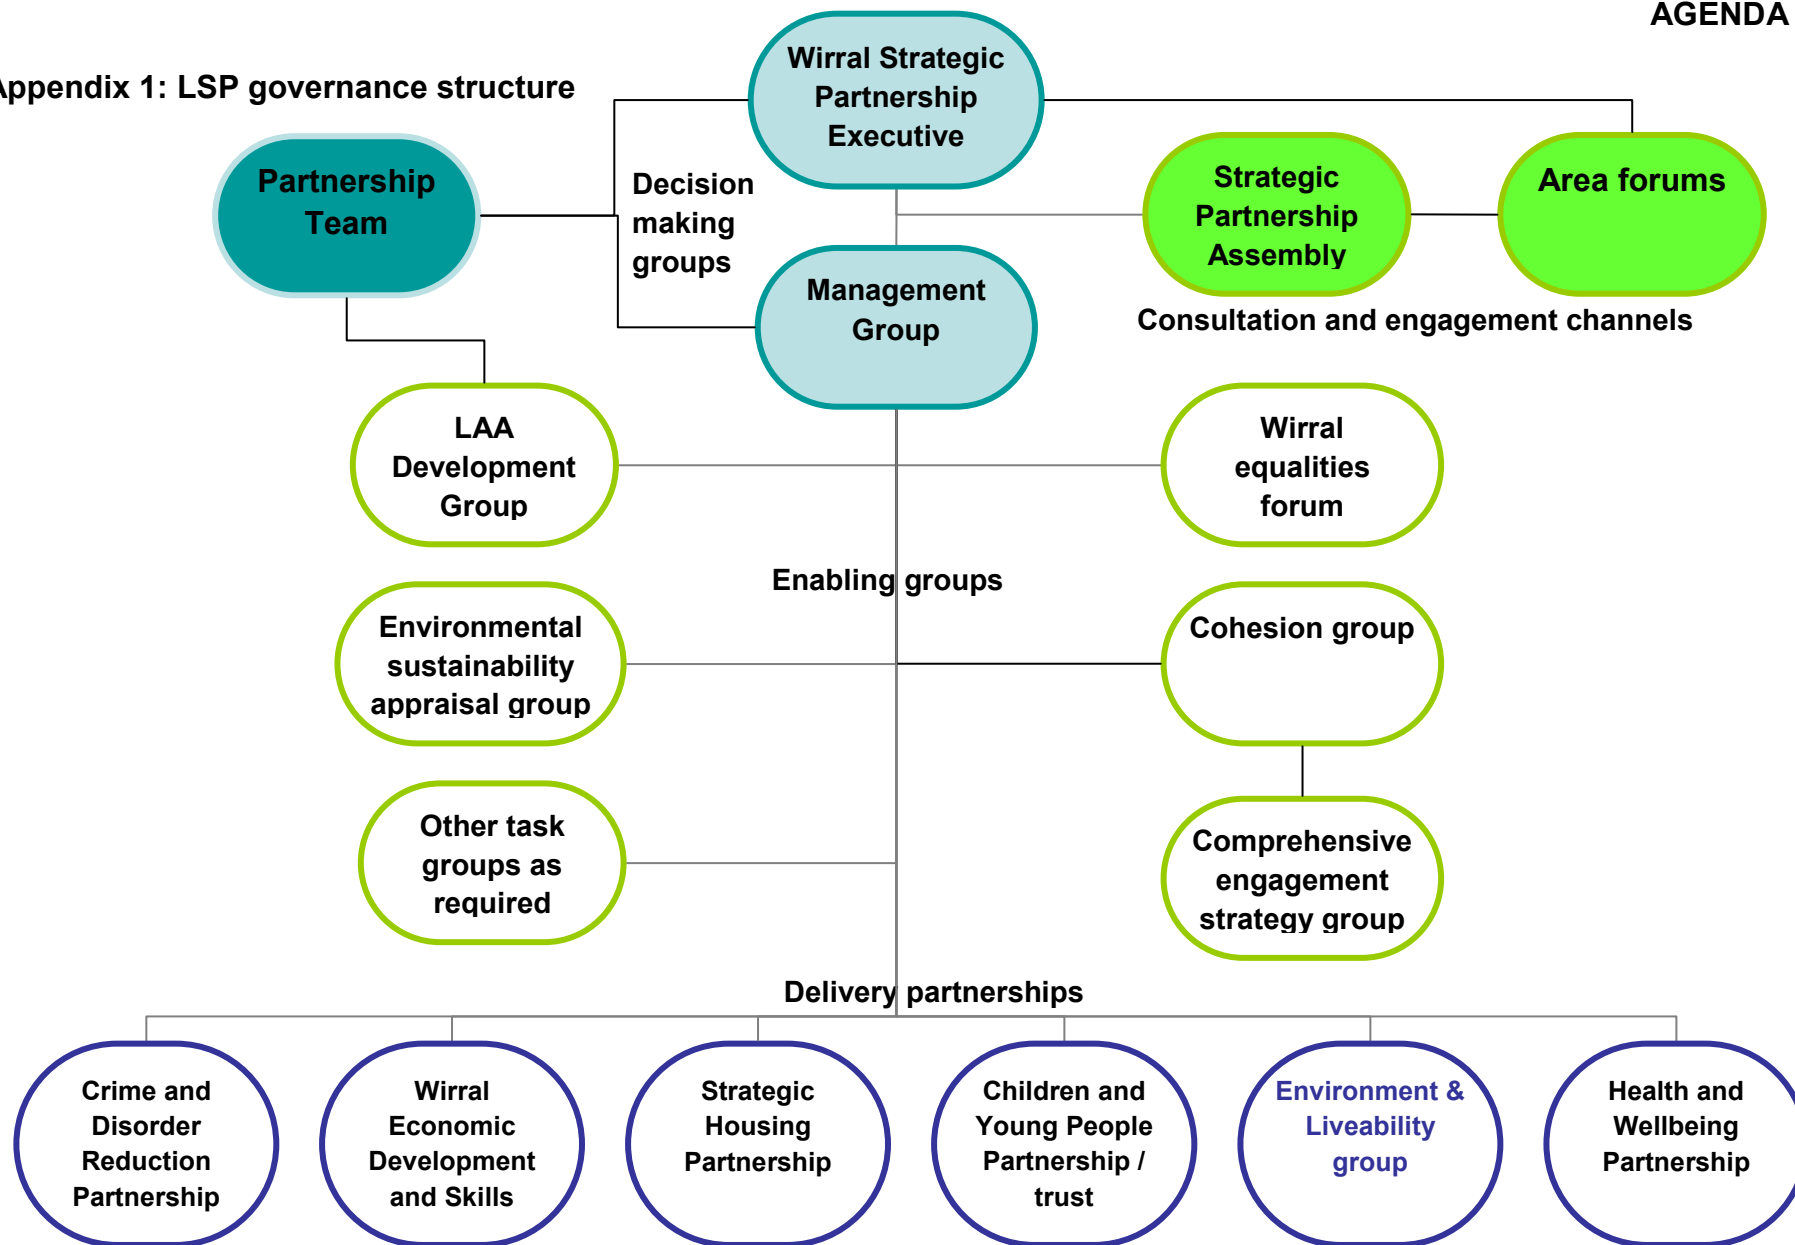 AGENDA
Appendix 1: LSP governance structure
Wirral Strategic
Partnership
Executive
Partnership
Team
Decision
making
groups
Strategic
Partnership
Assembly
Area forums
Management
Group
Consultation and engagement channels
LAA
Development
Group
Wirral
equalities
forum
Enabling groups
Environmental
sustainability
appraisal group
Cohesion group
Other task
groups as
required
Comprehensive
engagement
strategy group
Delivery partnerships
Crime and
Disorder
Reduction
Partnership
Wirral
Economic
Development
and Skills
Strategic
Housing
Partnership
Children and
Young People
Partnership /
trust
Environment &
Liveability
group
Health and
Wellbeing
Partnership